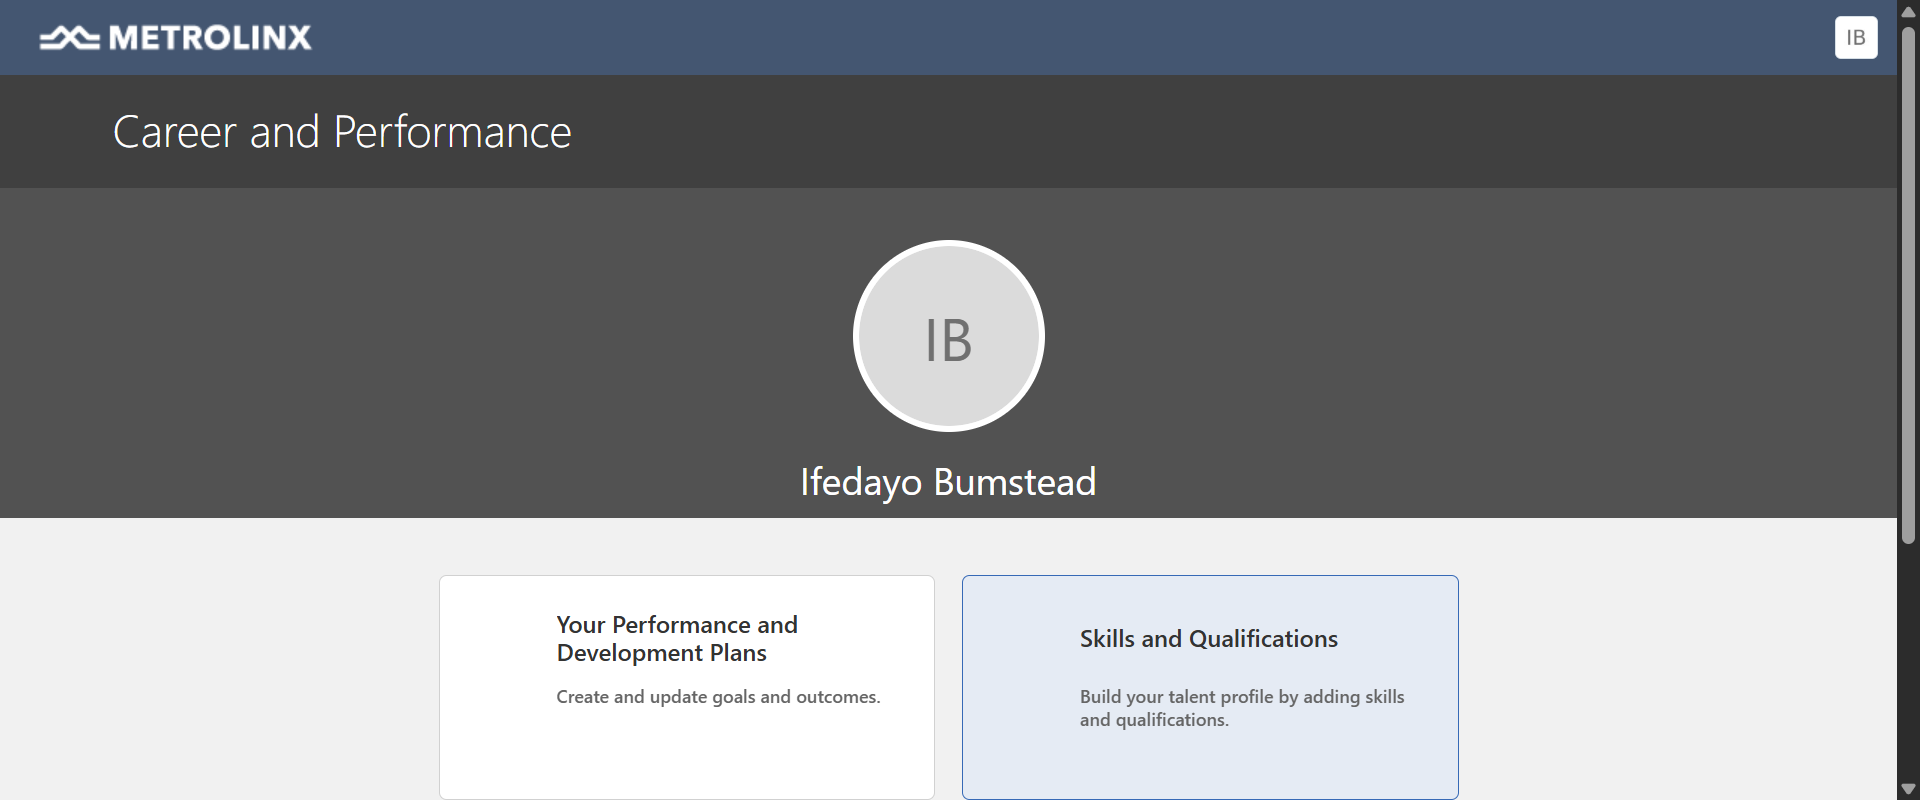 METROLINX
IB
Career and Performance
IB
Ifedayo Bumstead
Your Performance and
Development Plans
Create and update goals and outcomes.
Skills and Qualifications
Build your talent profile by adding skills
and qualifications.